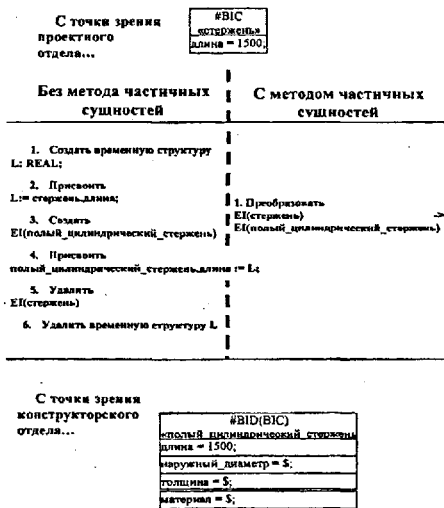 С точки зрения
проектного
отдела...
#BIC
«стержень»
длина = 1500;
Без метода частичных
сущностей
С методом частичных
сущностей
1. Создать временную структуру
L: REAL;
2. Присвоить
L:= стержень.длина;
3. Создать
EI(полый_цилиндрический_стержень)
4. Присвоить
полый_цилиндрический_стержень.длина := L;
5. Удалить
EI(стержень)
6. Удалить временную структуру L
1. Преобразовать
EI(стержень) ->
EI(полый_цилиндрический_стержень)
С точки зрения
конструкторского
отдела...
#BID(BIC)
«полый_цилиндрический_стержень
длина = 1500;
наружный_диаметр = $;
толщина = $;
материал = $;